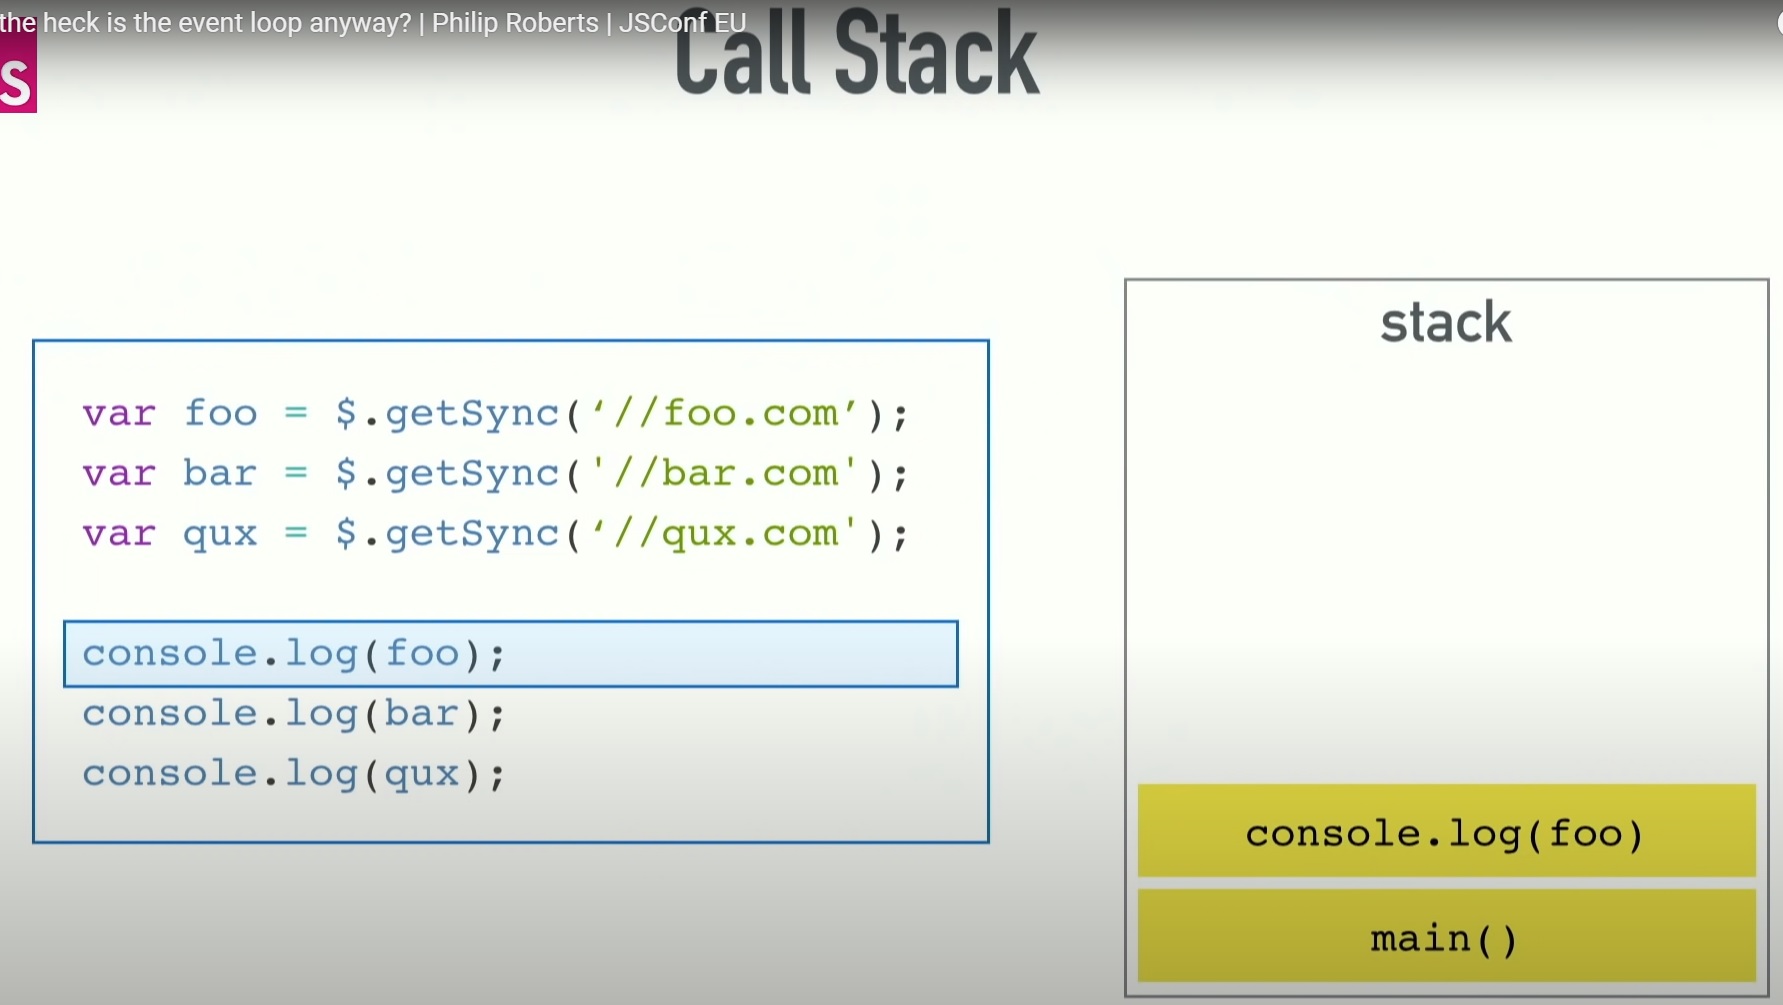 the heck is the event loop anyway? | Philip Roberts | JSConf EU
S
Call Stack
var foo = $.getSync(‘//foo.com’);
var bar = $.getSync('//bar.com');
var qux = $.getSync(‘//qux.com');
console.log(foo);
console.log(bar);
console.log(qux);
stack
console.log(foo)
main()